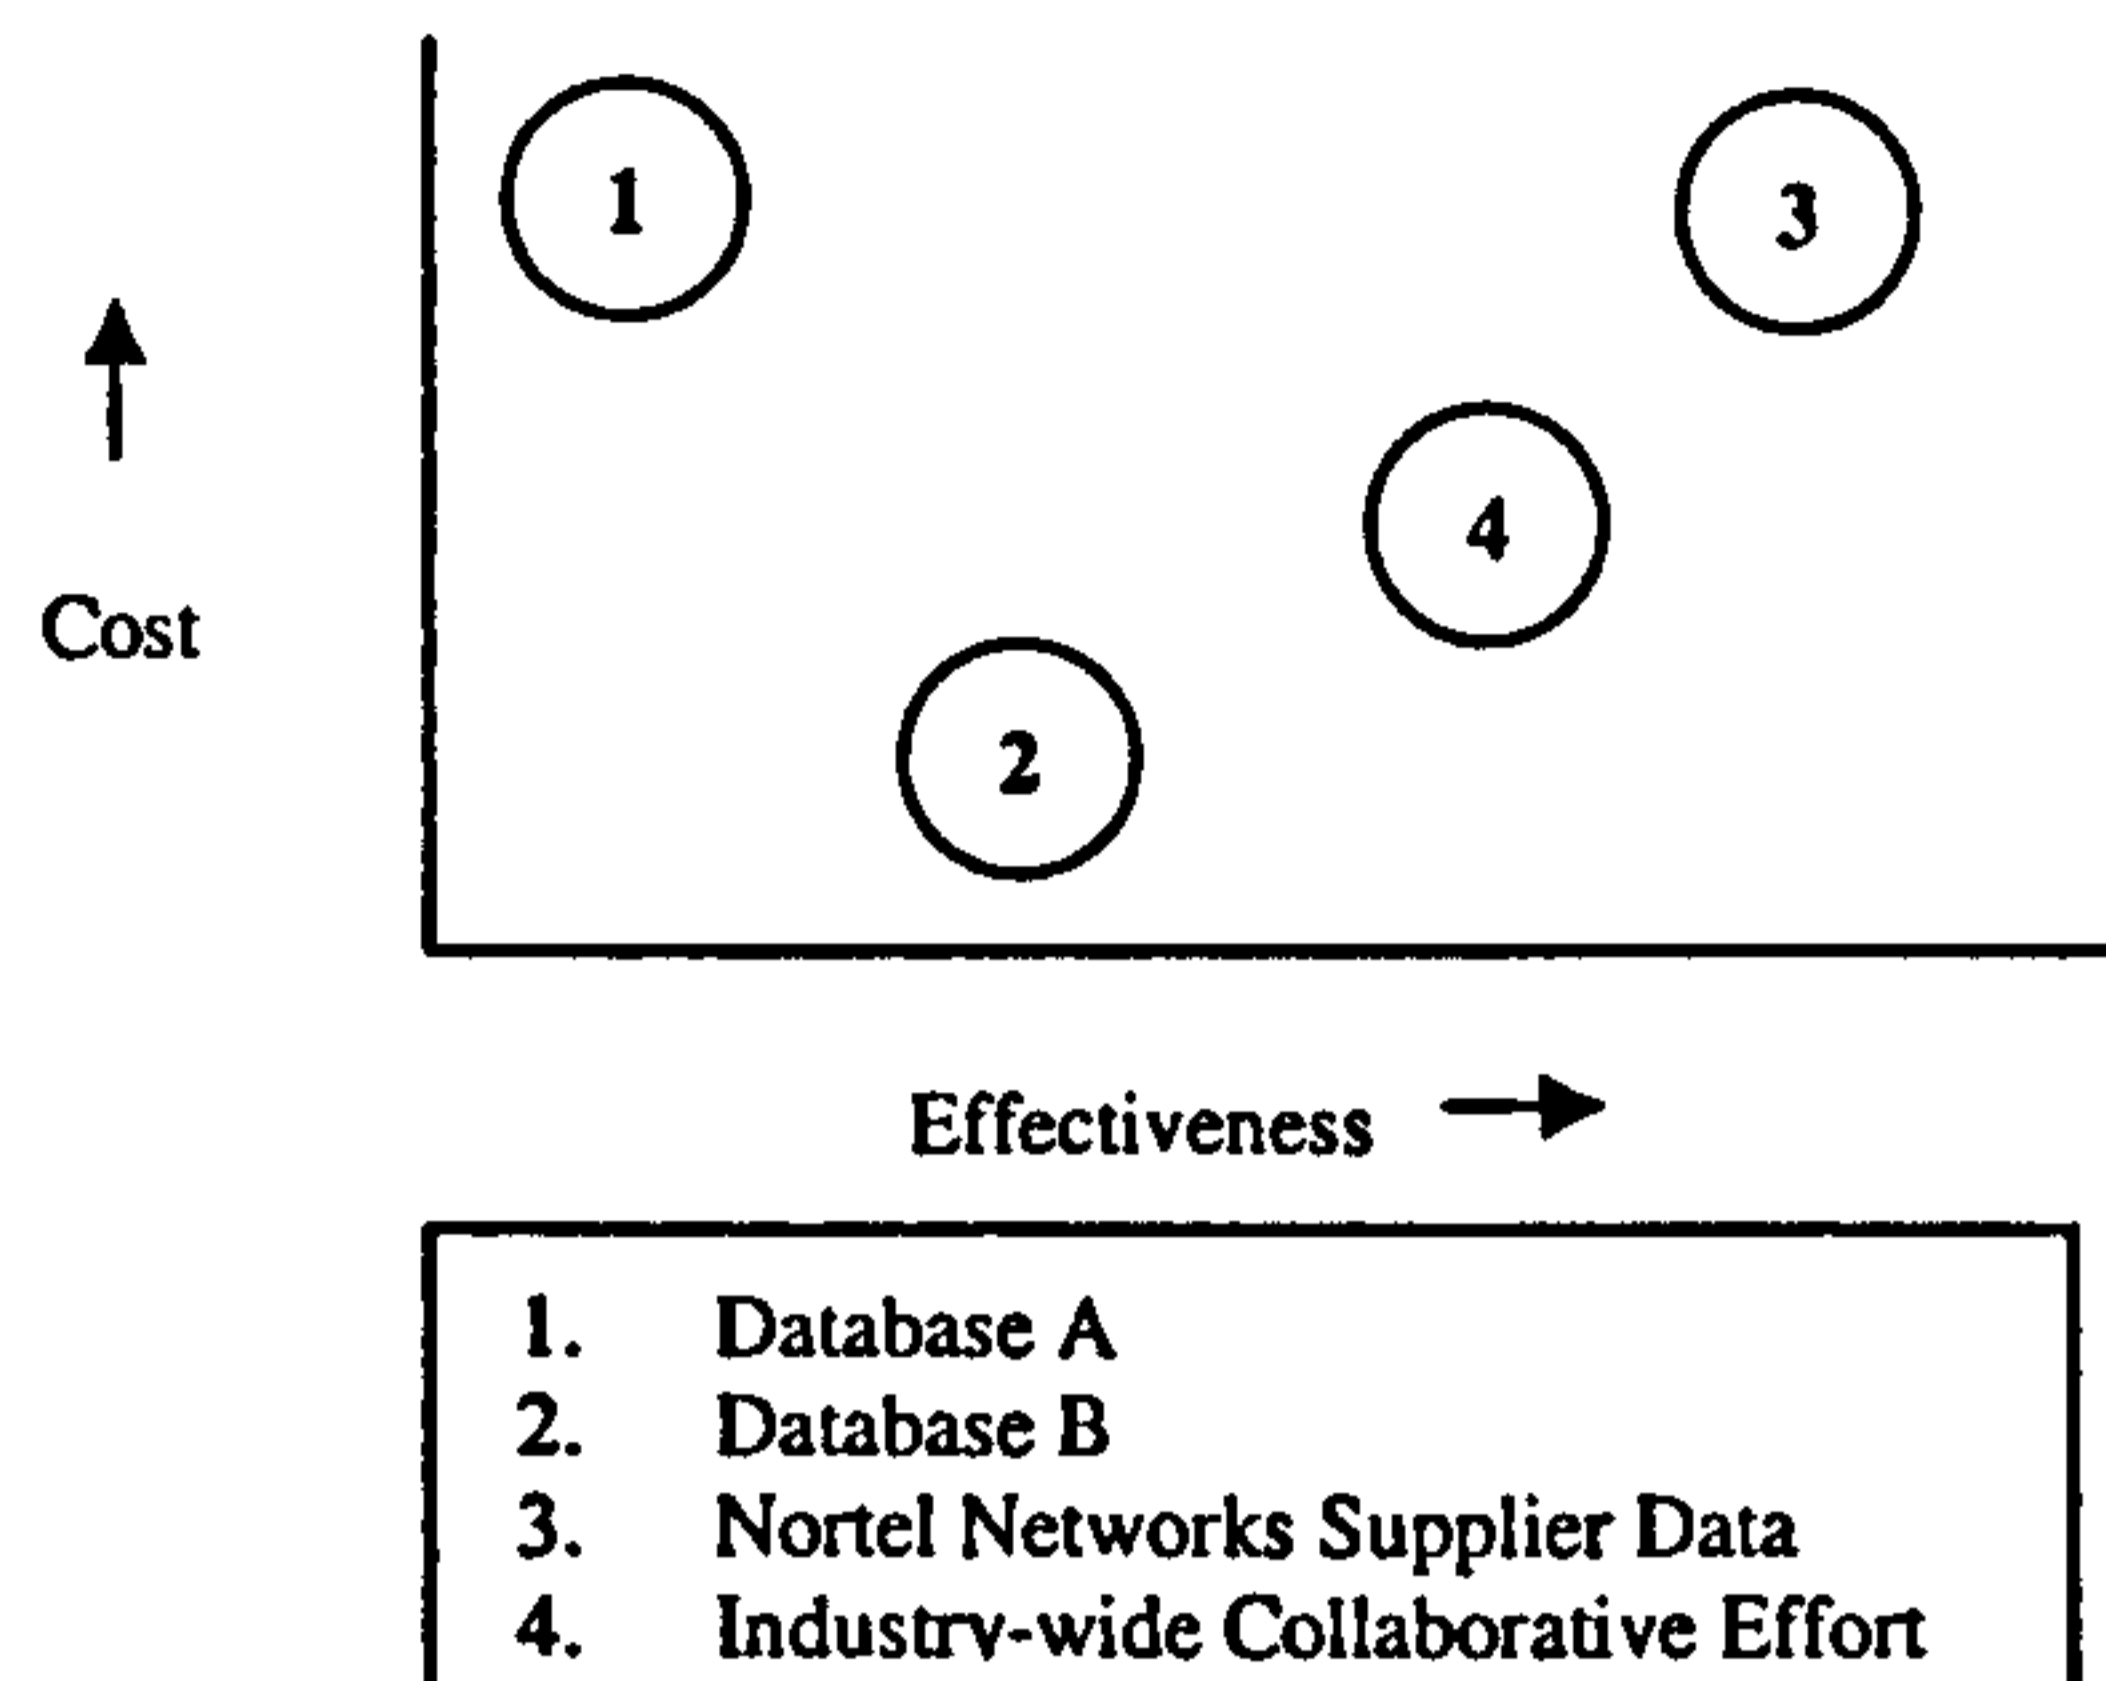 1
3
4
Cost
2
Effectiveness
1. Database A
2. Database B
3. Nortel Networks Supplier Data
4. Industry-wide Collaborative Effort